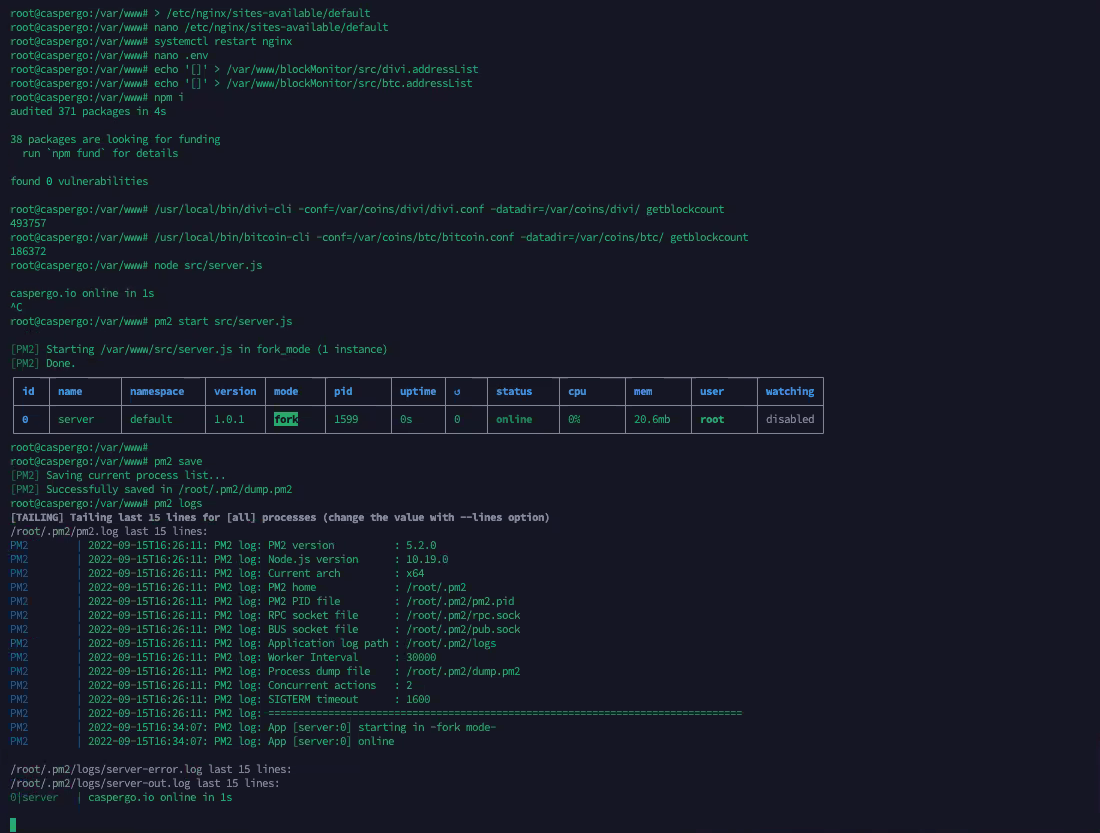 root@caspergo:/var/www# > /etc/nginx/sites-available/default
root@caspergo:/var/www# nano /etc/nginx/sites-available/default
root@caspergo:/var/www# systemctl restart nginx
root@caspergo:/var/www# nano .env
root@caspergo:/var/www# echo '[]' > /var/www/blockMonitor/src/divi.addressList
root@caspergo:/var/www# echo '[]' > /var/www/blockMonitor/src/btc.addressList
root@caspergo:/var/www# npm i
audited 371 packages in 4s
38 packages are looking for funding
  run `npm fund` for details
found 0 vulnerabilities
root@caspergo:/var/www# /usr/local/bin/divi-cli -conf=/var/coins/divi/divi.conf -datadir=/var/coins/divi/ getblockcount
493757
root@caspergo:/var/www# /usr/local/bin/bitcoin-cli -conf=/var/coins/btc/bitcoin.conf -datadir=/var/coins/btc/ getblockcount
186372
root@caspergo:/var/www# node src/server.js
caspergo.io online in 1s
^C
root@caspergo:/var/www# pm2 start src/server.js
[PM2] Starting /var/www/src/server.js in fork_mode (1 instance)
[PM2] Done.
id | name | namespace | version | mode | pid | uptime | ↺ | status | cpu | mem | user | watching
0 | server | default | 1.0.1 | fork | 1599 | 0s | 0 | online | 0% | 20.6mb | root | disabled
root@caspergo:/var/www#
root@caspergo:/var/www# pm2 save
[PM2] Saving current process list...
[PM2] Successfully saved in /root/.pm2/dump.pm2
root@caspergo:/var/www# pm2 logs
[TAILING] Tailing last 15 lines for [all] processes (change the value with --lines option)
/root/.pm2/pm2.log last 15 lines:
PM2        | 2022-09-15T16:26:11: PM2 log: PM2 version          : 5.2.0
PM2        | 2022-09-15T16:26:11: PM2 log: Node.js version      : 10.19.0
PM2        | 2022-09-15T16:26:11: PM2 log: Current arch         : x64
PM2        | 2022-09-15T16:26:11: PM2 log: PM2 home             : /root/.pm2
PM2        | 2022-09-15T16:26:11: PM2 log: PM2 PID file         : /root/.pm2/pm2.pid
PM2        | 2022-09-15T16:26:11: PM2 log: RPC socket file      : /root/.pm2/rpc.sock
PM2        | 2022-09-15T16:26:11: PM2 log: BUS socket file      : /root/.pm2/pub.sock
PM2        | 2022-09-15T16:26:11: PM2 log: Application log path : /root/.pm2/logs
PM2        | 2022-09-15T16:26:11: PM2 log: Worker Interval      : 30000
PM2        | 2022-09-15T16:26:11: PM2 log: Process dump file    : /root/.pm2/dump.pm2
PM2        | 2022-09-15T16:26:11: PM2 log: Concurrent actions   : 2
PM2        | 2022-09-15T16:26:11: PM2 log: SIGTERM timeout      : 1600
PM2        | 2022-09-15T16:26:11: PM2 log: ===============================================================================
PM2        | 2022-09-15T16:34:07: PM2 log: App [server:0] starting in -fork mode-
PM2        | 2022-09-15T16:34:07: PM2 log: App [server:0] online
/root/.pm2/logs/server-error.log last 15 lines:
/root/.pm2/logs/server-out.log last 15 lines:
0|server   | caspergo.io online in 1s